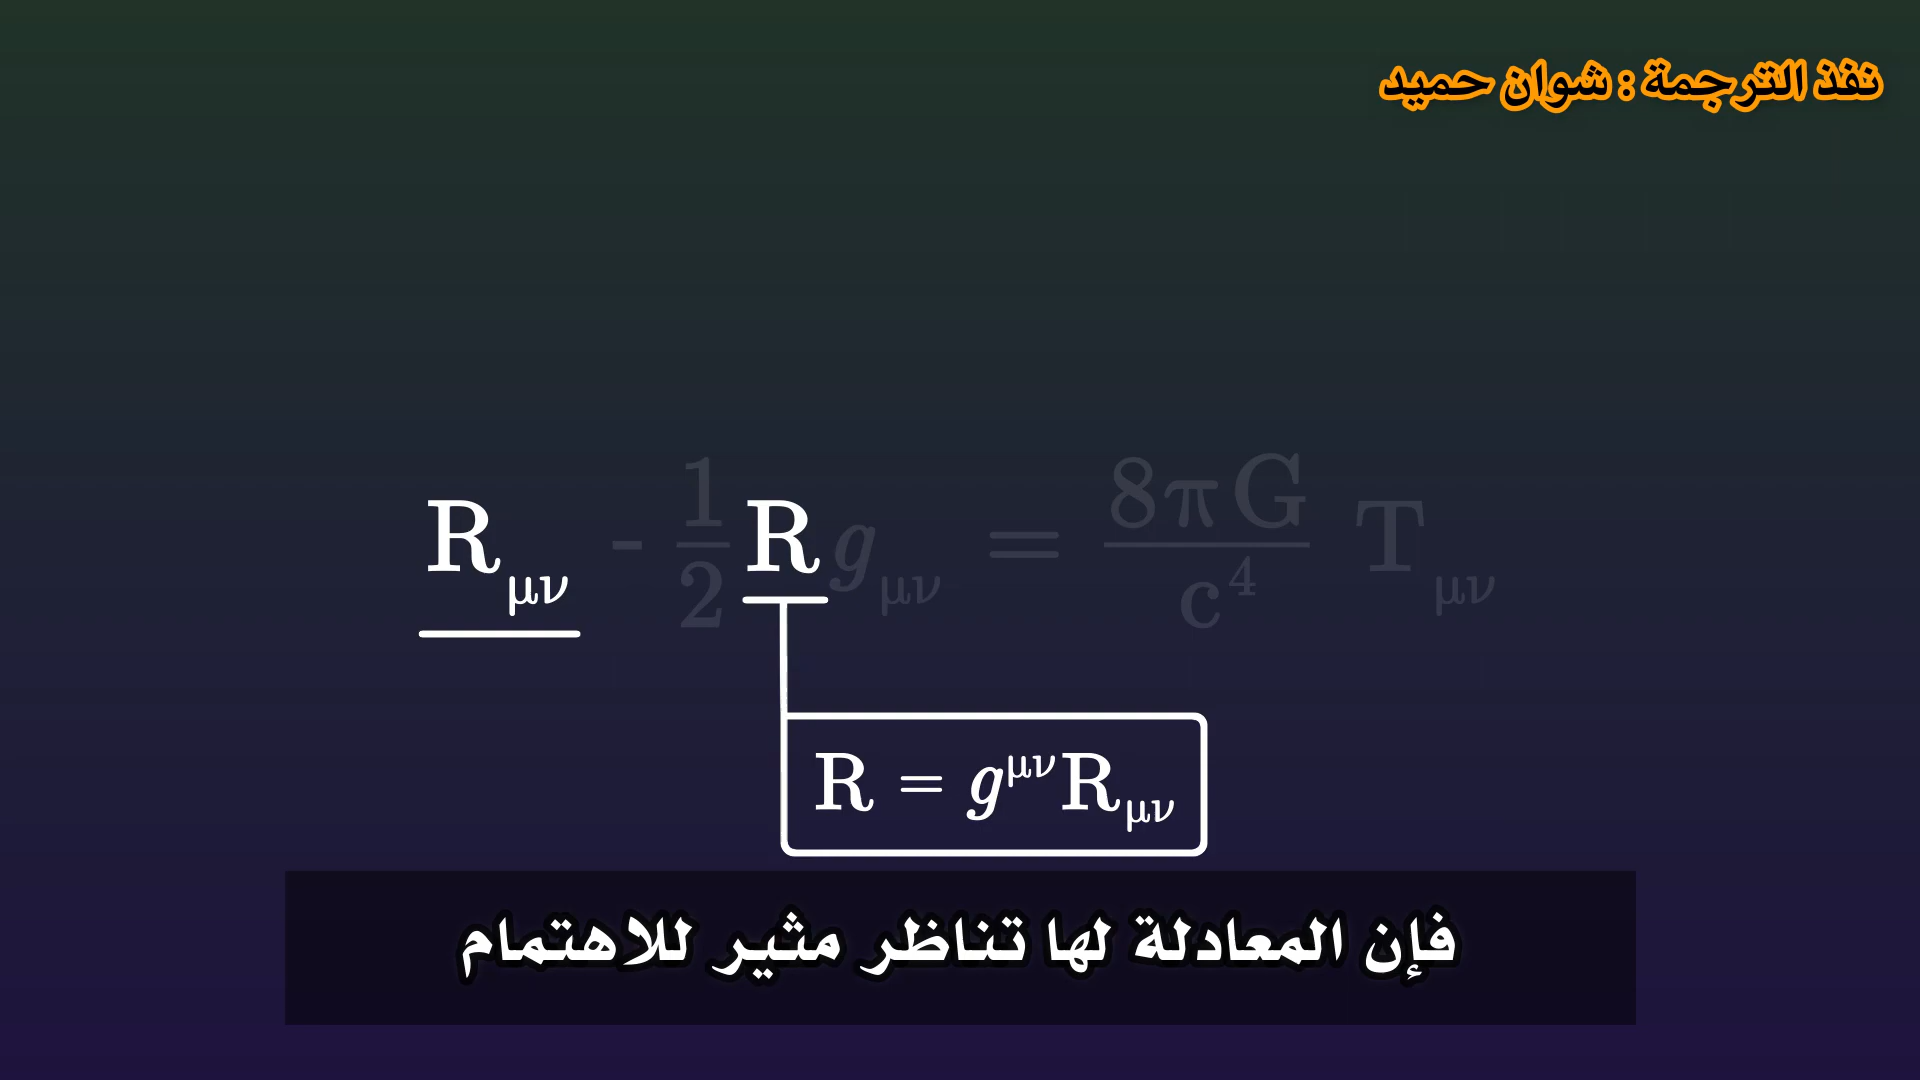 نفذ الترجمة : شوان حميد
R_μν - 1/2 R g_μν = 8πG/c^4 T_μν
R = g^μν R_μν
فإن المعادلة لها تناظر مثير للاهتمام